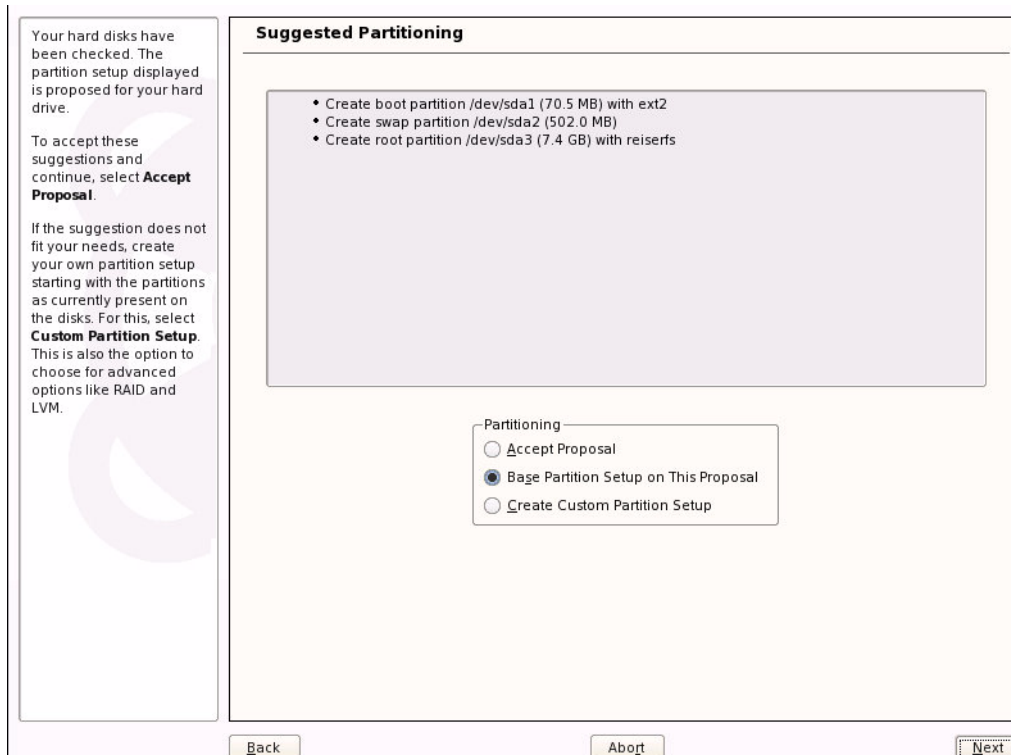 Your hard disks have
been checked. The
partition setup displayed
is proposed for your hard
drive.
To accept these
suggestions and
continue, select Accept
Proposal.
If the suggestion does not
fit your needs, create
your own partition setup
starting with the partitions
as currently present on
the disks. For this, select
Custom Partition Setup.
This is also the option to
choose for advanced
options like RAID and
LVM.
Suggested Partitioning
• Create boot partition /dev/sda1 (70.5 MB) with ext2
• Create swap partition /dev/sda2 (502.0 MB)
• Create root partition /dev/sda3 (7.4 GB) with reiserfs
Partitioning
Accept Proposal
Base Partition Setup on This Proposal
Create Custom Partition Setup
Back
Abort
Next